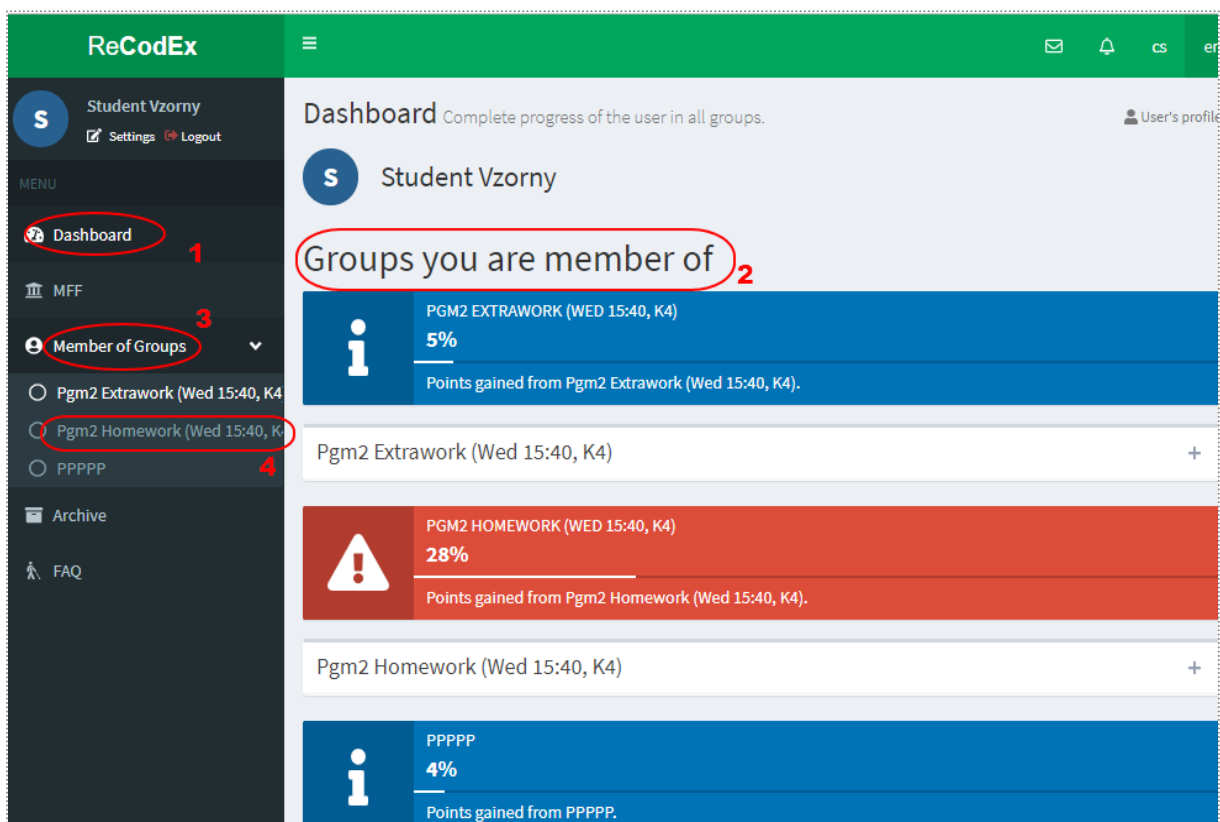 ReCodEx
cs en
S
Student Vzorny
Settings Logout
MENU
Dashboard
1
MFF
3
Member of Groups
Pgm2 Extrawork (Wed 15:40, K4
Pgm2 Homework (Wed 15:40, K
4
PPPPP
Archive
FAQ
Dashboard Complete progress of the user in all groups.
User's profile
S
Student Vzorny
Groups you are member of
2
PGM2 EXTRAWORK (WED 15:40, K4)
5%
Points gained from Pgm2 Extrawork (Wed 15:40, K4).
Pgm2 Extrawork (Wed 15:40, K4)
+
PGM2 HOMEWORK (WED 15:40, K4)
28%
Points gained from Pgm2 Homework (Wed 15:40, K4).
Pgm2 Homework (Wed 15:40, K4)
+
PPPPP
4%
Points gained from PPPPP.